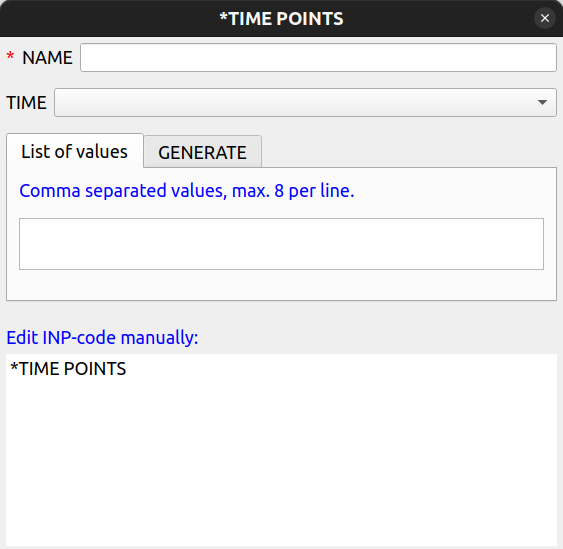 *TIME POINTS
* NAME
TIME
List of values GENERATE
Comma separated values, max. 8 per line.
Edit INP-code manually:
*TIME POINTS